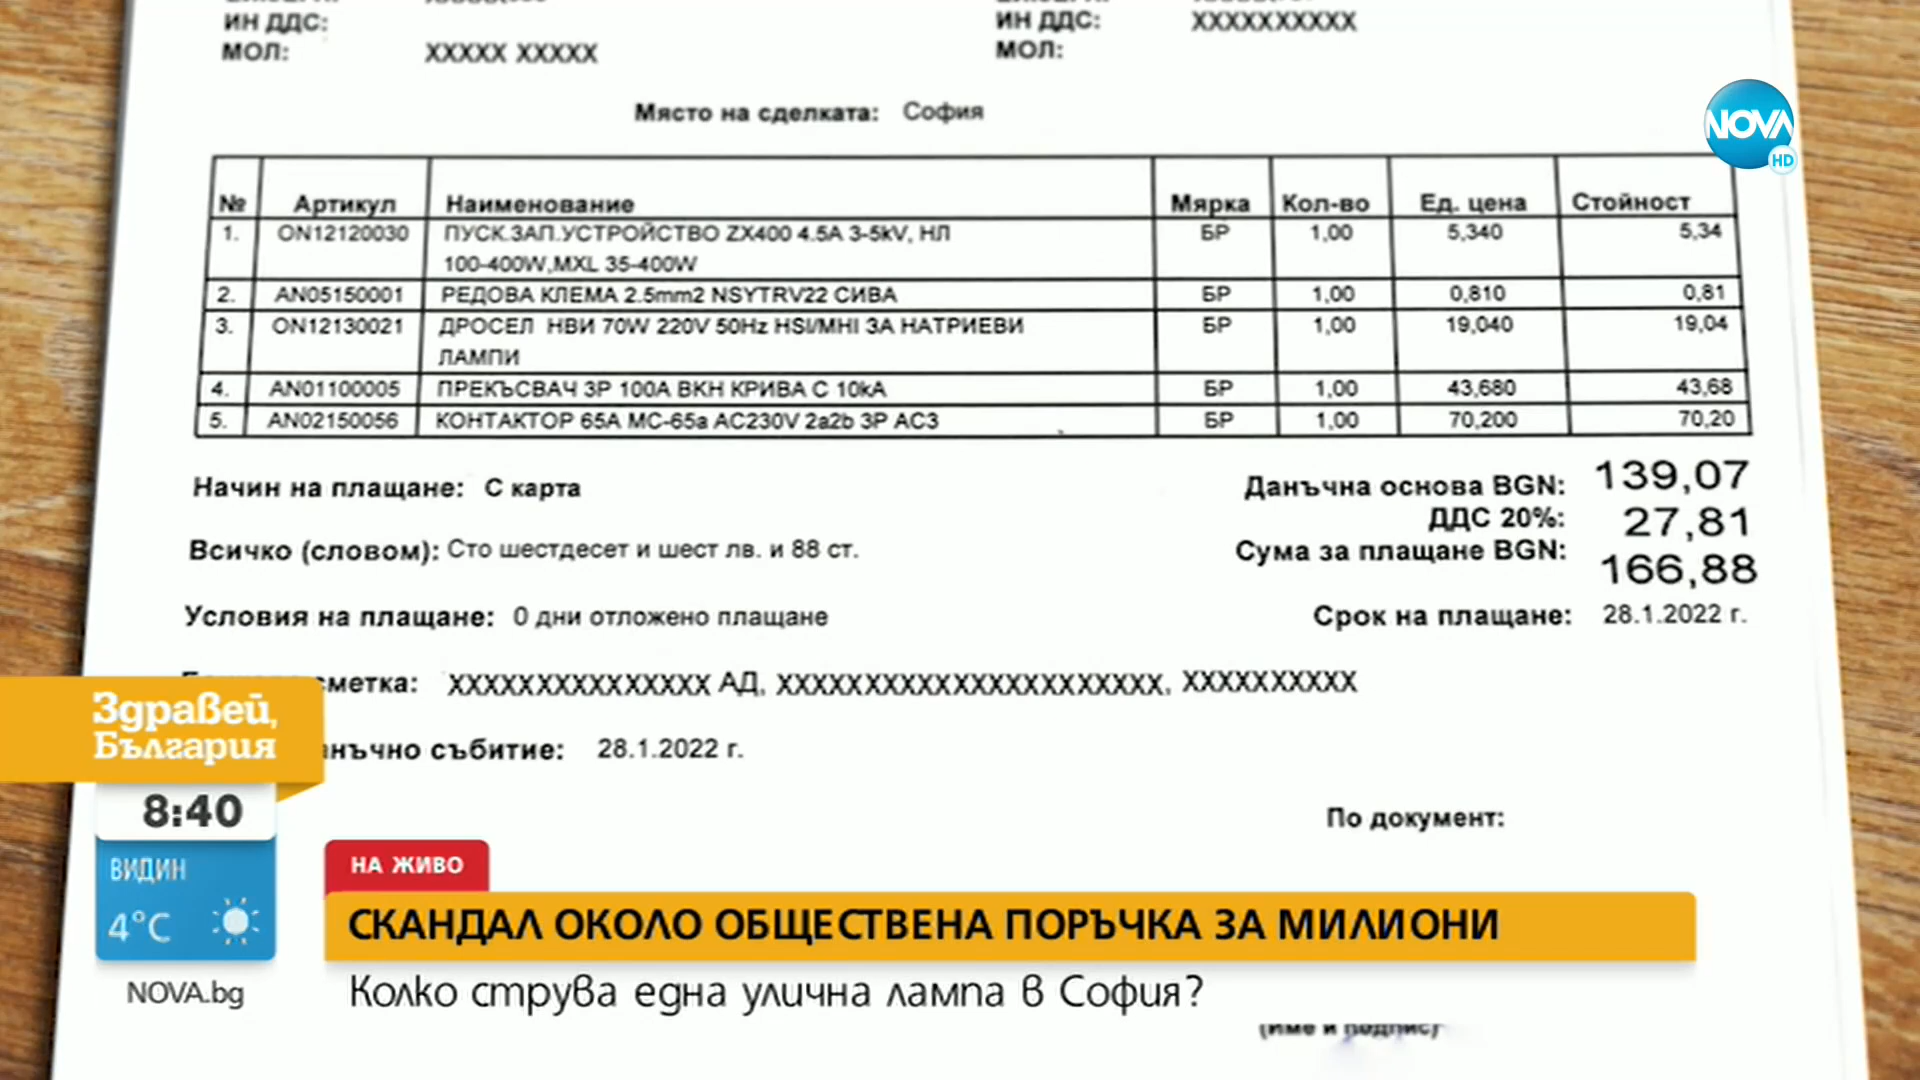 ИН ДДС:
ИН ДДС: XXXXXXXXXX
МОЛ: XXXXX XXXXX
МОЛ:
Място на сделката: София
NOVA
HD
№ Артикул Наименование Мярка Кол-во Ед. цена Стойност
1. ON12120030 ПУСК.ЗАП.УСТРОЙСТВО ZX400 4.5A 3-5kV, НЛ БР 1,00 5,340 5,34
100-400W,MXL 35-400W
2. AN05150001 РЕДОВА КЛЕМА 2.5mm2 NSYTRV22 СИВА БР 1,00 0,810 0,81
3. ON12130021 ДРОСЕЛ НВИ 70W 220V 50Hz HSI/MHI ЗА НАТРИЕВИ БР 1,00 19,040 19,04
ЛАМПИ
4. AN01100005 ПРЕКЪСВАЧ 3P 100A ВКН КРИВА C 10kA БР 1,00 43,680 43,68
5. AN02150056 КОНТАКТОР 65A MC-65a AC230V 2a2b 3P AC3 БР 1,00 70,200 70,20
Начин на плащане: С карта
Данъчна основа BGN: 139,07
ДДС 20%: 27,81
Всичко (словом): Сто шестдесет и шест лв. и 88 ст.
Сума за плащане BGN: 166,88
Условия на плащане: 0 дни отложено плащане
Срок на плащане: 28.1.2022 г.
сметка: XXXXXXXXXXXXXXX АД, XXXXXXXXXXXXXXXXXXXXXX, XXXXXXXXXX
Здравей,
България
анъчно събитие: 28.1.2022 г.
8:40
По документ:
ВИДИН
4°C
НА ЖИВО
СКАНДАЛ ОКОЛО ОБЩЕСТВЕНА ПОРЪЧКА ЗА МИЛИОНИ
NOVA.bg
Колко струва една улична лампа в София?
(име и подпис)